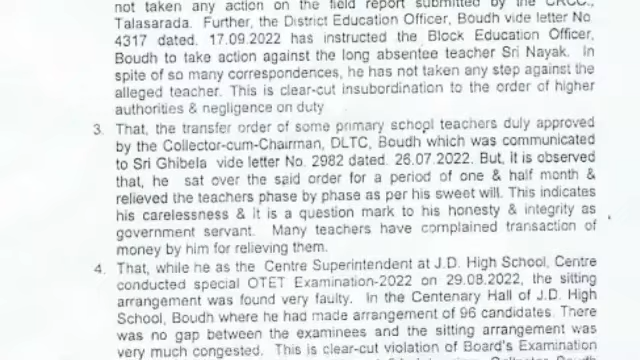 not taken any action on the field report submitted by the CRCC.,
Talasarada. Further, the District Education Officer, Boudh vide letter No
4317 dated. 17.09.2022 has instructed the Block Education Officer,
Boudh to take action against the long absentee teacher Sri Nayak. In
spite of so many correspondences, he has not taken any step against the
alleged teacher. This is clear-cut insubordination to the order of higher
authorities & negligence on duty
3. That, the transfer order of some primary school teachers duly approved
by the Collector-cum-Chairman, DLTC, Boudh which was communicated
to Sri Ghibela vide letter No. 2982 dated. 26.07.2022. But, it is observed
that, he sat over the said order for a period of one & half month &
relieved the teachers phase by phase as per his sweet will. This indicates
his carelessness & it is a question mark to his honesty & integrity as
government servant. Many teachers have complained transaction of
money by him for relieving them.
4. That, while he as the Centre Superintendent at J.D. High School, Centre
conducted special OTET Examination-2022 on 29.08.2022, the sitting
arrangement was found very faulty. In the Centenary Hall of J.D. High
School, Boudh where he had made arrangement of 96 candidates. There
was no gap between the examinees and the sitting arrangement was
very much congested. This is clear-cut violation of Board's Examination